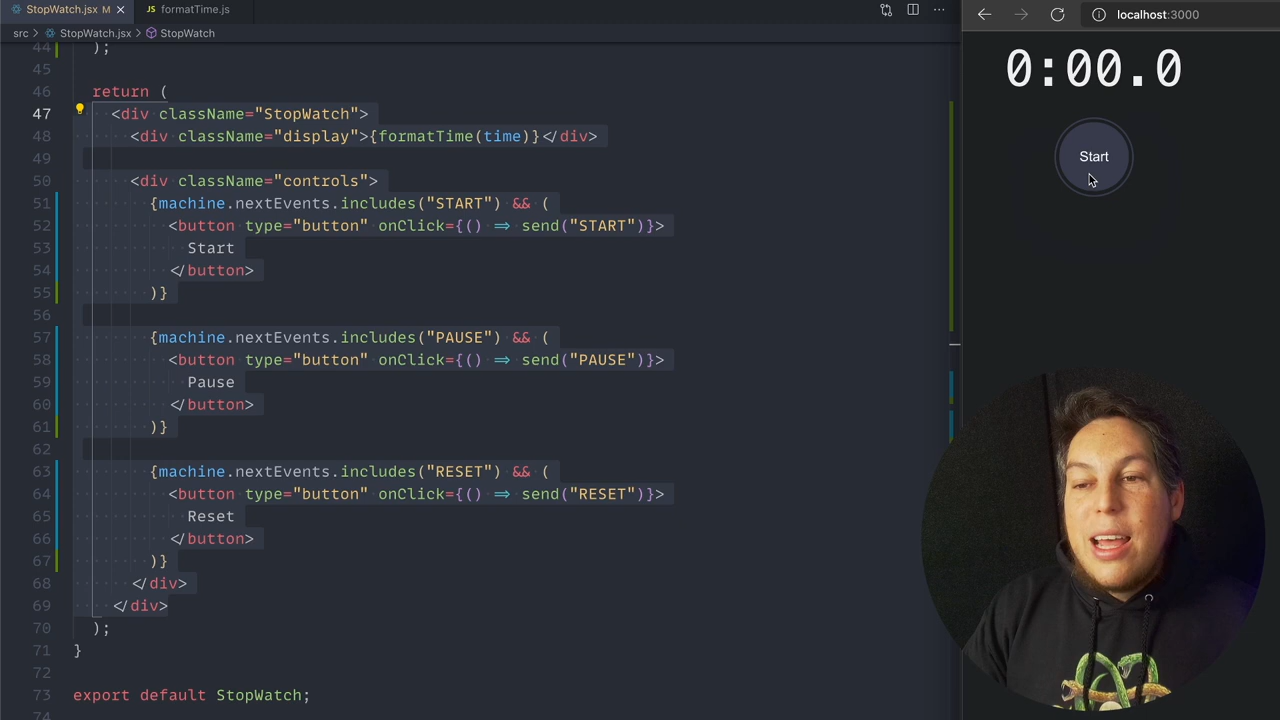 StopWatch.jsx M
JS formatTime.js
localhost:3000
src > StopWatch.jsx > StopWatch
44 );
45
46 return (
47 <div className="StopWatch">
48 <div className="display">{formatTime(time)}</div>
49
50 <div className="controls">
51 {machine.nextEvents.includes("START") && (
52 <button type="button" onClick={() => send("START")}>
53 Start
54 </button>
55 )}
56
57 {machine.nextEvents.includes("PAUSE") && (
58 <button type="button" onClick={() => send("PAUSE")}>
59 Pause
60 </button>
61 )}
62
63 {machine.nextEvents.includes("RESET") && (
64 <button type="button" onClick={() => send("RESET")}>
65 Reset
66 </button>
67 )}
68 </div>
69 </div>
70 );
71 }
72
73 export default StopWatch;
74
0:00.0
Start